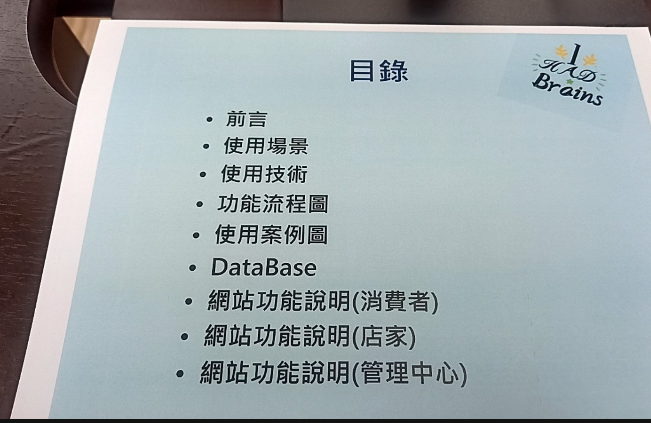 目錄
I
HAD
Brains
• 前言
• 使用場景
• 使用技術
• 功能流程圖
• 使用案例圖
• DataBase
• 網站功能說明(消費者)
• 網站功能說明(店家)
• 網站功能說明(管理中心)